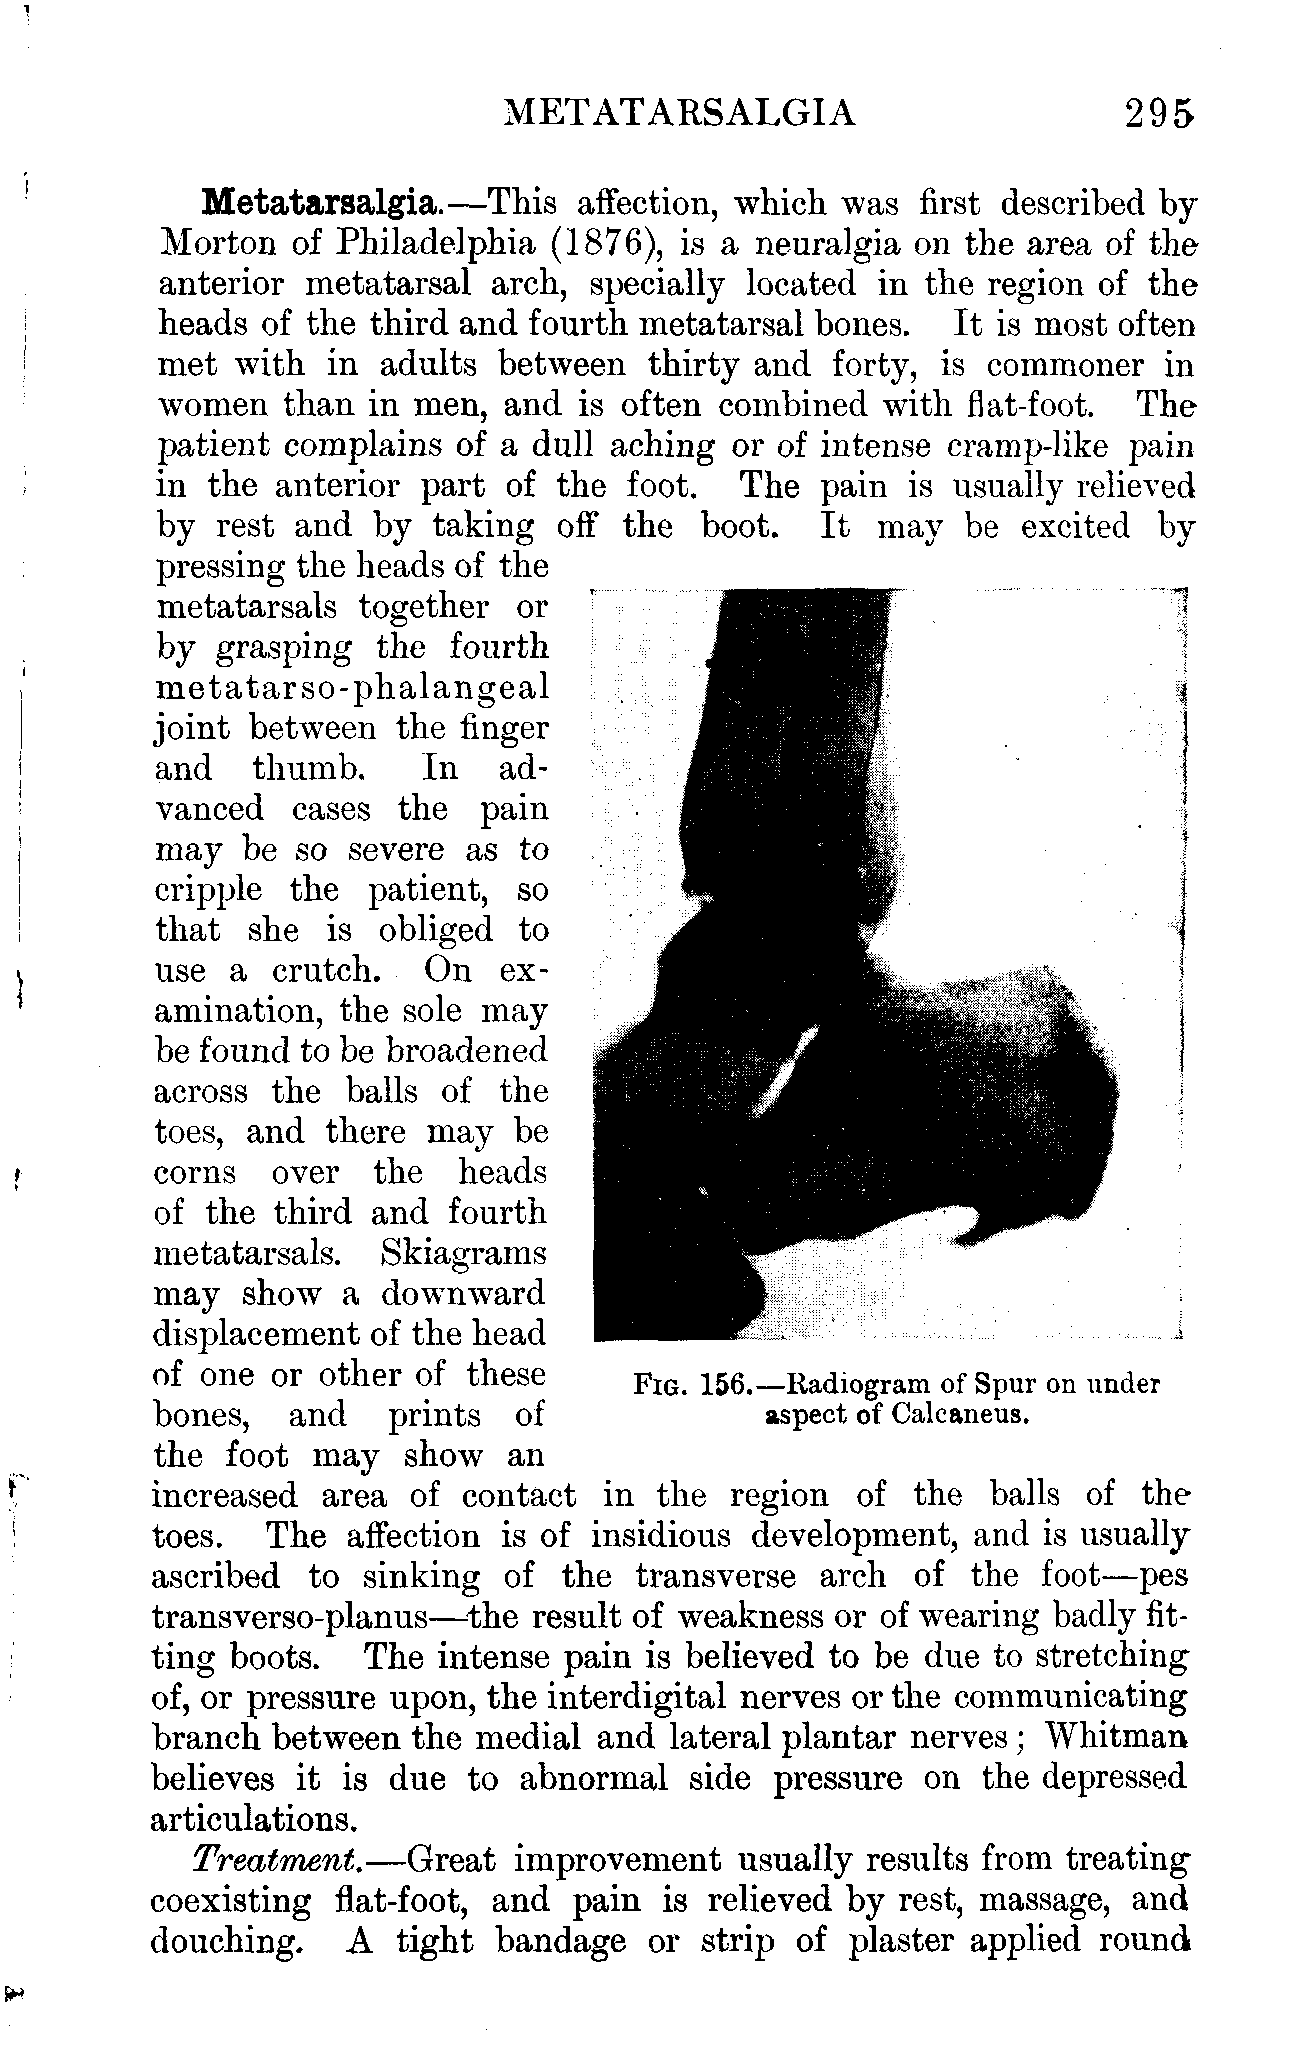 METATARSALGIA 295
Metatarsalgia.—This affection, which was first described by
Morton of Philadelphia (1876), is a neuralgia on the area of the
anterior metatarsal arch, specially located in the region of the
heads of the third and fourth metatarsal bones. It is most often
met with in adults between thirty and forty, is commoner in
women than in men, and is often combined with flat-foot. The
patient complains of a dull aching or of intense cramp-like pain
in the anterior part of the foot. The pain is usually relieved
by rest and by taking off the boot. It may be excited by
pressing the heads of the
metatarsals together or
by grasping the fourth
metatarso-phalangeal
joint between the finger
and thumb. In ad-
vanced cases the pain
may be so severe as to
cripple the patient, so
that she is obliged to
use a crutch. On ex-
amination, the sole may
be found to be broadened
across the balls of the
toes, and there may be
corns over the heads
of the third and fourth
metatarsals. Skiagrams
may show a downward
displacement of the head
of one or other of these
bones, and prints of
the foot may show an
FIG. 156.—Radiogram of Spur on under
aspect of Calcaneus.
increased area of contact in the region of the balls of the
toes. The affection is of insidious development, and is usually
ascribed to sinking of the transverse arch of the foot—pes
transverso-planus—the result of weakness or of wearing badly fit-
ting boots. The intense pain is believed to be due to stretching
of, or pressure upon, the interdigital nerves or the communicating
branch between the medial and lateral plantar nerves; Whitman
believes it is due to abnormal side pressure on the depressed
articulations.
Treatment.—Great improvement usually results from treating
coexisting flat-foot, and pain is relieved by rest, massage, and
douching. A tight bandage or strip of plaster applied round